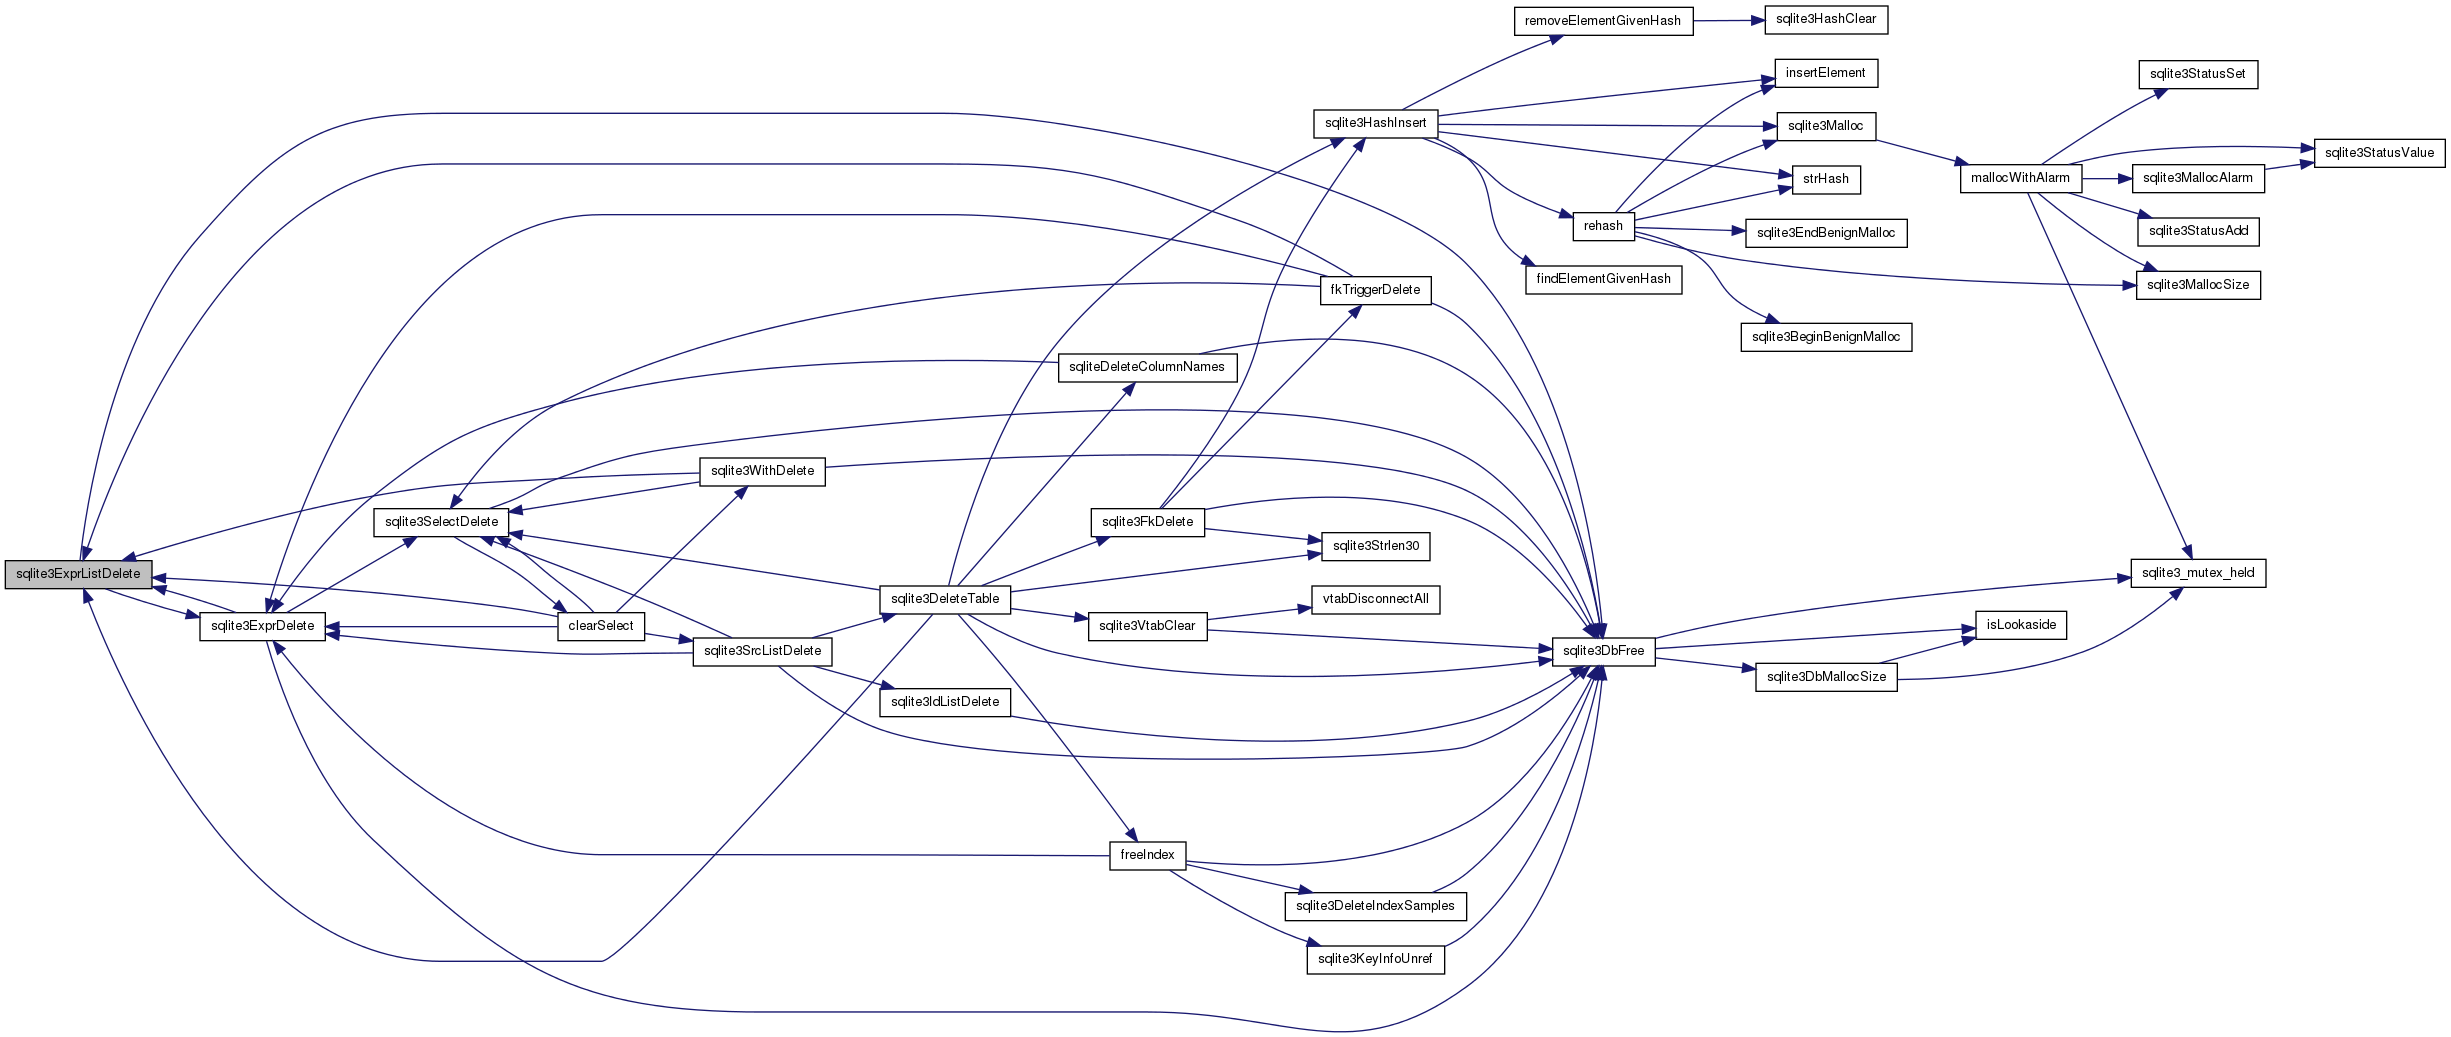 removeElementGivenHash
sqlite3HashClear
insertElement
sqlite3StatusSet
sqlite3HashInsert
sqlite3Malloc
sqlite3StatusValue
strHash
mallocWithAlarm
sqlite3MallocAlarm
rehash
sqlite3EndBenignMalloc
sqlite3StatusAdd
findElementGivenHash
sqlite3MallocSize
fkTriggerDelete
sqlite3BeginBenignMalloc
sqliteDeleteColumnNames
sqlite3WithDelete
sqlite3SelectDelete
sqlite3FkDelete
sqlite3Strlen30
sqlite3ExprListDelete
sqlite3_mutex_held
sqlite3DeleteTable
vtabDisconnectAll
sqlite3ExprDelete
clearSelect
sqlite3VtabClear
isLookaside
sqlite3SrcListDelete
sqlite3DbFree
sqlite3DbMallocSize
sqlite3IdListDelete
freeIndex
sqlite3DeleteIndexSamples
sqlite3KeyInfoUnref